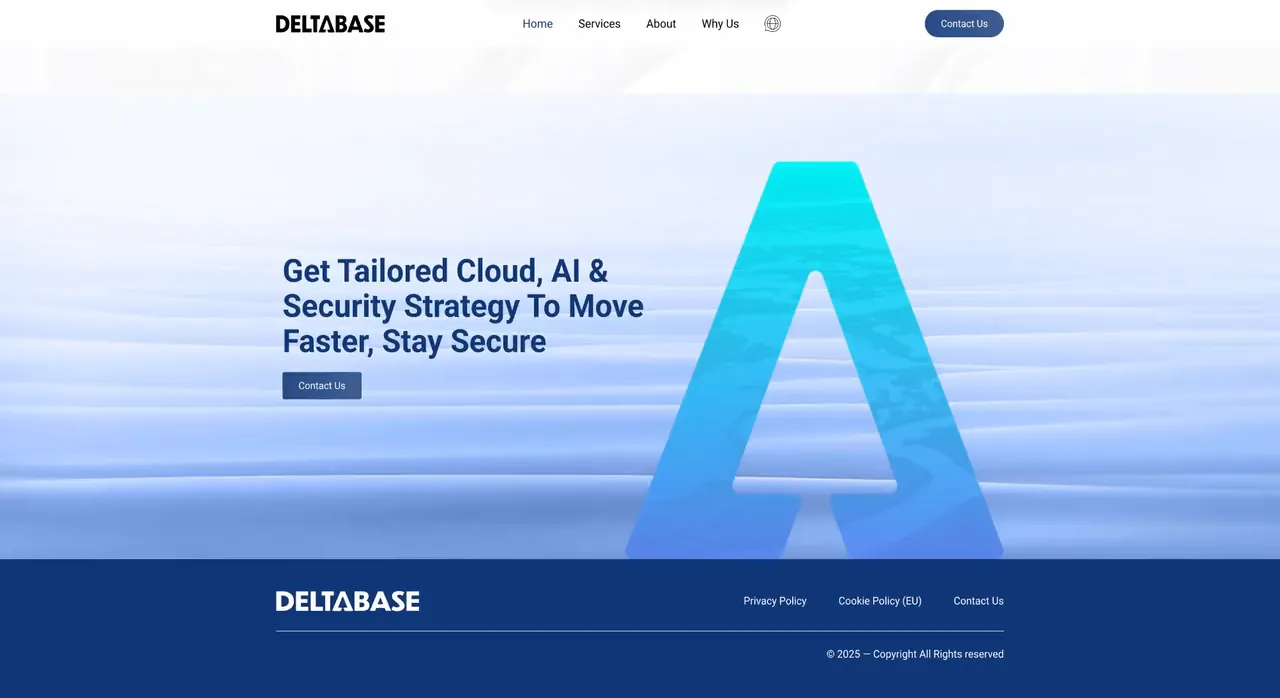 DELTABASE
Home Services About Why Us
Contact Us
Get Tailored Cloud, AI &
Security Strategy To Move
Faster, Stay Secure
Contact Us
DELTABASE
Privacy Policy Cookie Policy (EU) Contact Us
© 2025 — Copyright All Rights reserved